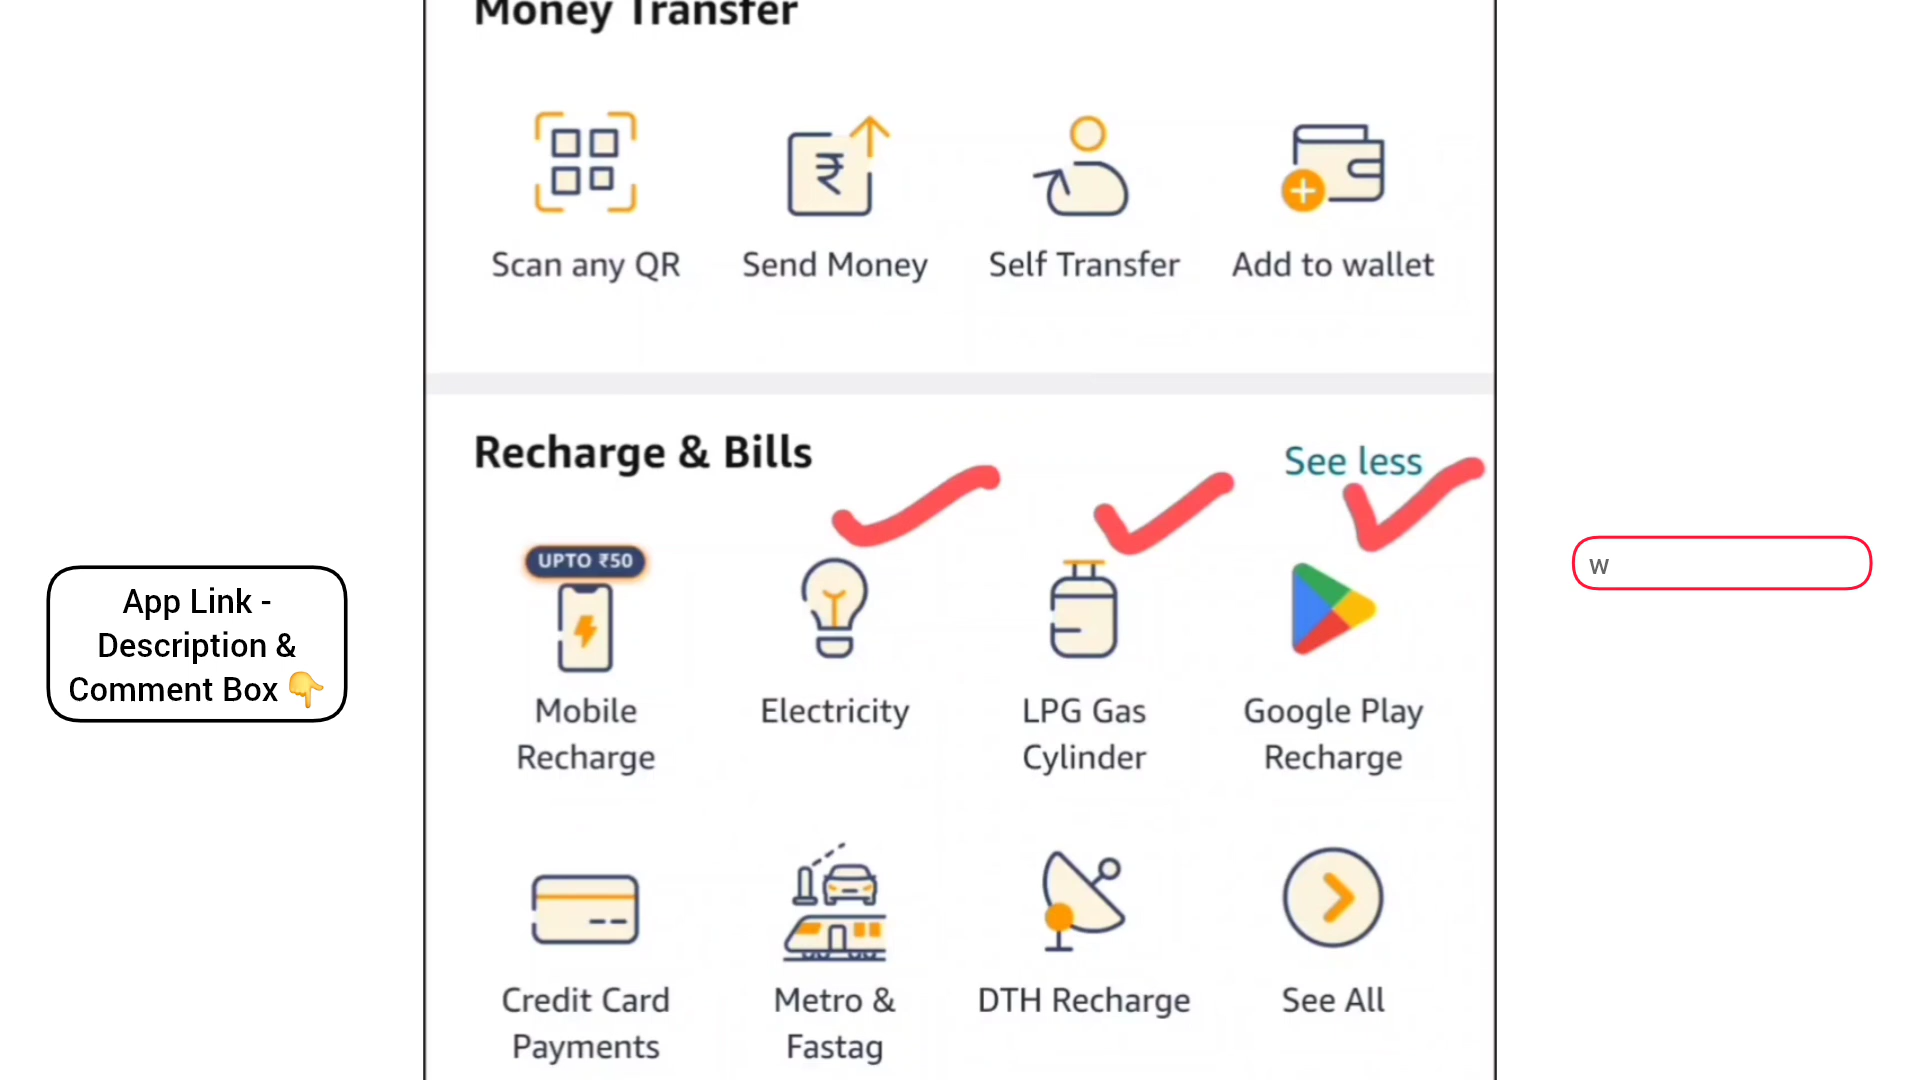 Money Transfer
Scan any QR
Send Money
Self Transfer
Add to wallet
Recharge & Bills
See less
UPTO ₹50
Mobile
Recharge
Electricity
LPG Gas
Cylinder
Google Play
Recharge
Credit Card
Payments
Metro &
Fastag
DTH Recharge
See All
App Link -
Description &
Comment Box 👇
w